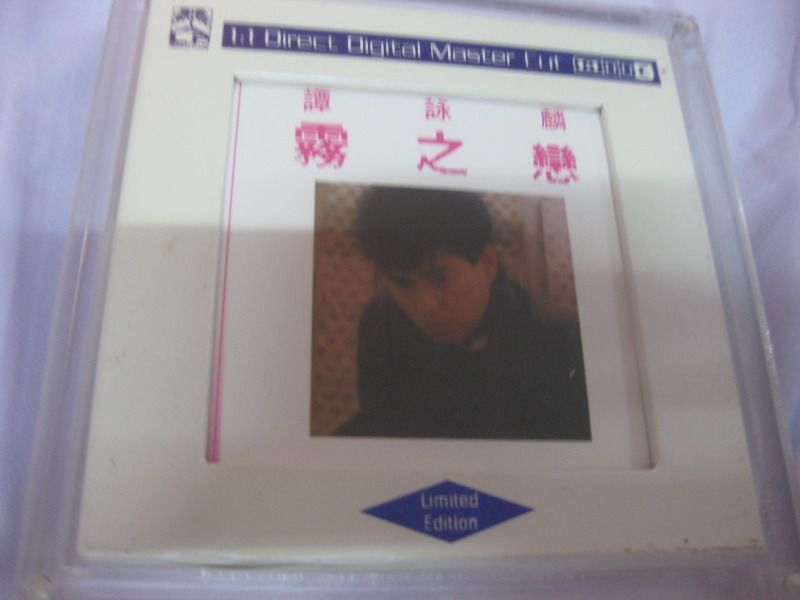 1:1 Direct Digital Master Cut
譚詠麟
霧之戀
Limited
Edition